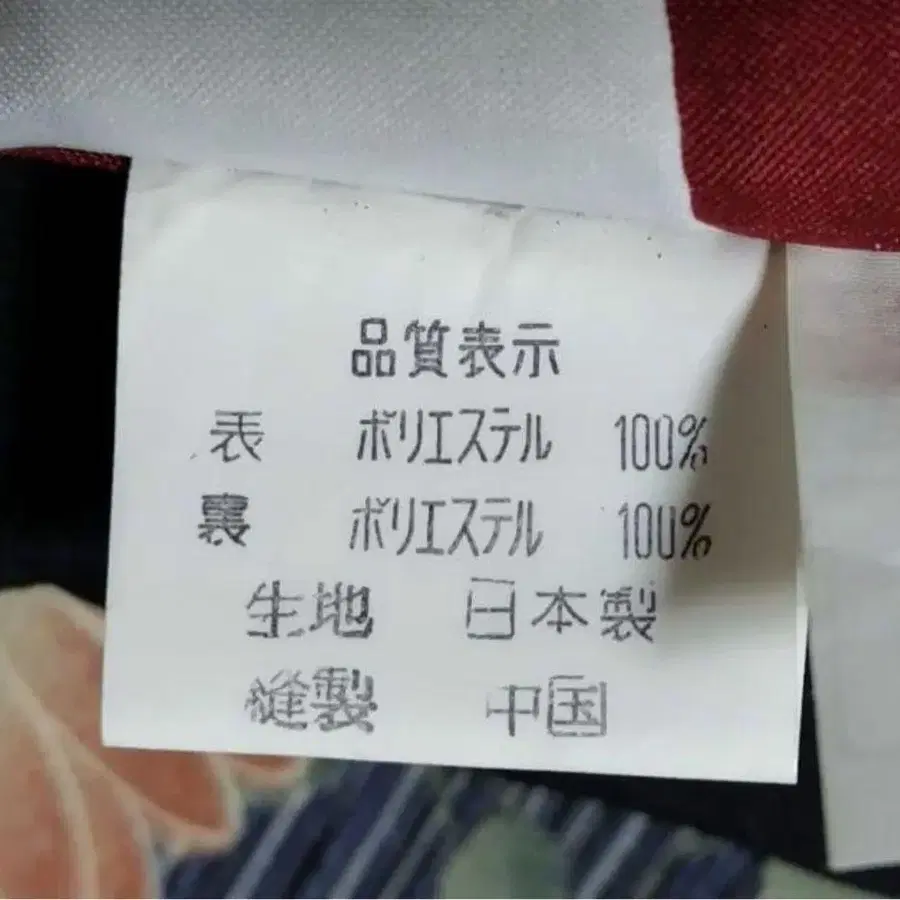 品質表示
表 ポリエステル 100%
裏 ポリエステル 100%
生地 日本製
縫製 中国